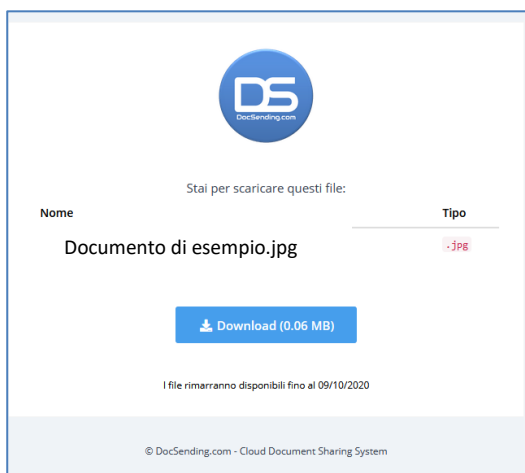 DS
DocSending.com
Stai per scaricare questi file:
Nome Tipo
Documento di esempio.jpg .jpg
Download (0.06 MB)
I file rimarranno disponibili fino al 09/10/2020
© DocSending.com - Cloud Document Sharing System